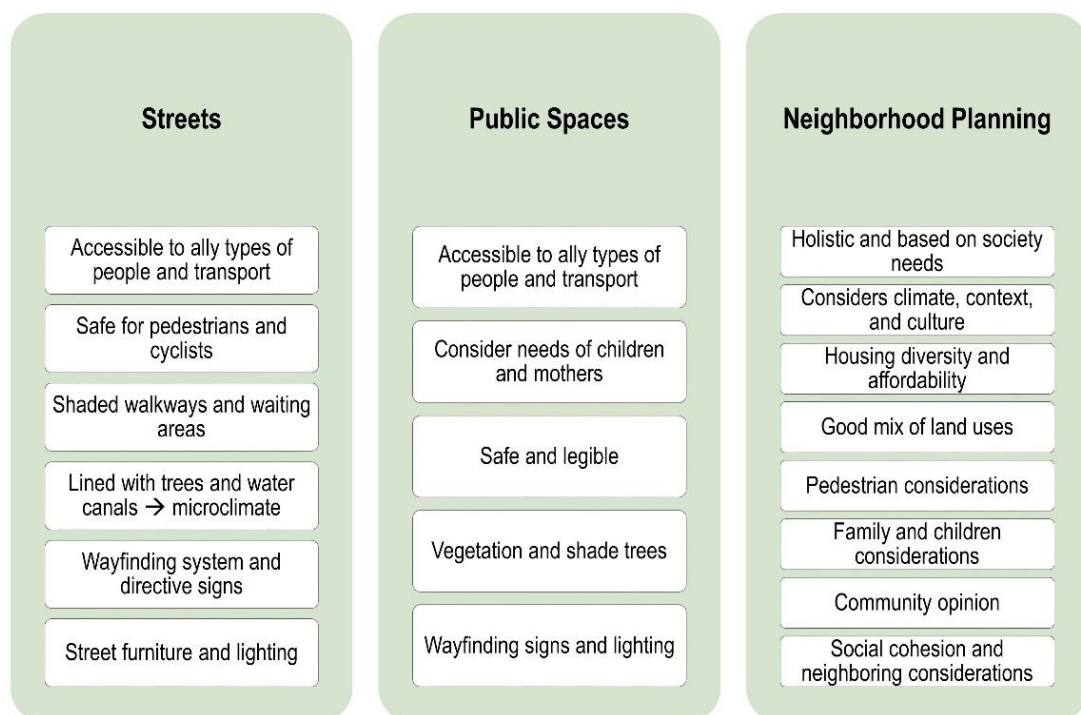 Streets
Accessible to ally types of
people and transport
Safe for pedestrians and
cyclists
Shaded walkways and waiting
areas
Lined with trees and water
canals → microclimate
Wayfinding system and
directive signs
Street furniture and lighting
Public Spaces
Accessible to ally types of
people and transport
Consider needs of children
and mothers
Safe and legible
Vegetation and shade trees
Wayfinding signs and lighting
Neighborhood Planning
Holistic and based on society
needs
Considers climate, context,
and culture
Housing diversity and
affordability
Good mix of land uses
Pedestrian considerations
Family and children
considerations
Community opinion
Social cohesion and
neighboring considerations